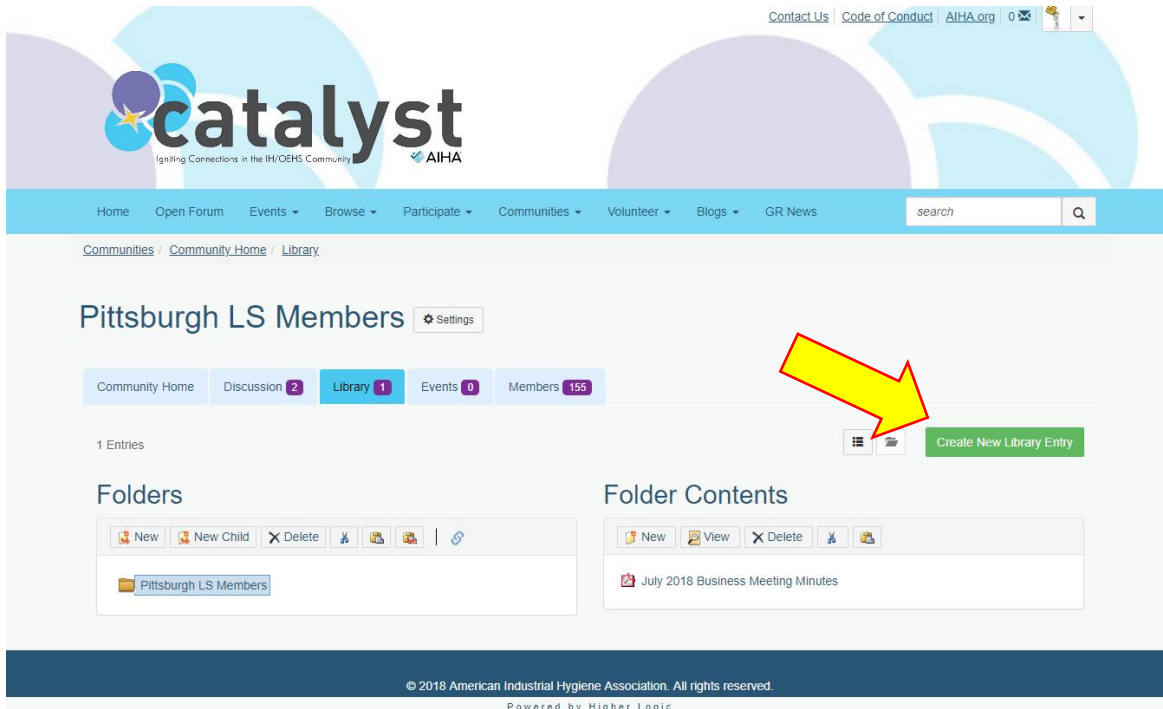 Contact Us Code of Conduct AIHA.org 0
catalyst
Igniting Connections in the IH/OEHS Community
AIHA
Home Open Forum Events Browse Participate Communities Volunteer Blogs GR News search
Communities / Community Home / Library
Pittsburgh LS Members Settings
Community Home Discussion 2 Library 1 Events 0 Members 155
1 Entries Create New Library Entry
Folders Folder Contents
New New Child Delete New View Delete
Pittsburgh LS Members July 2018 Business Meeting Minutes
© 2018 American Industrial Hygiene Association. All rights reserved.
Powered by Higher Logic